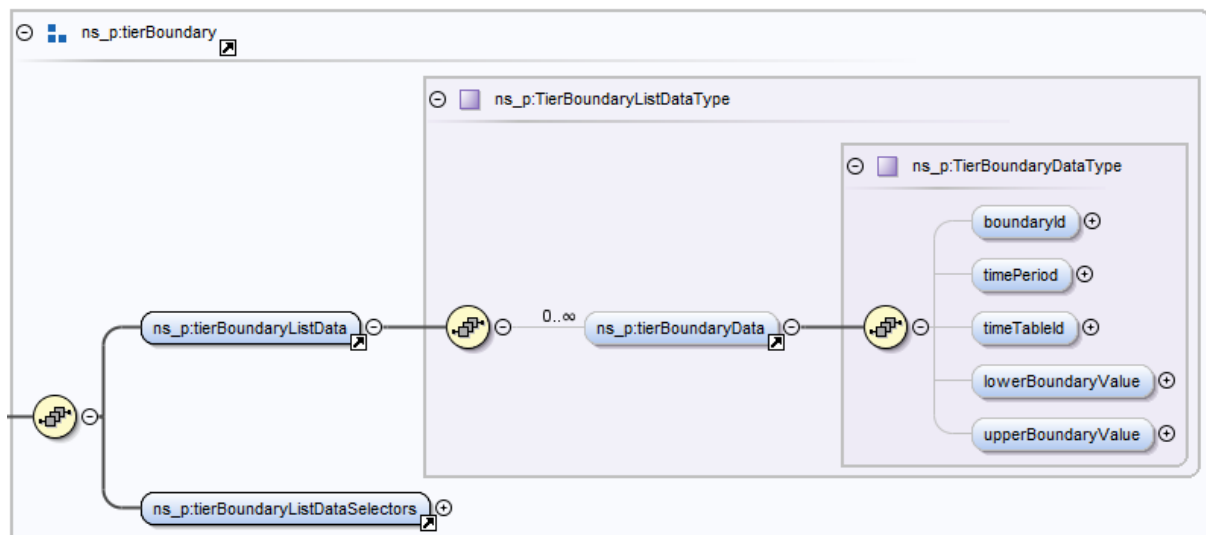 ns_p:tierBoundary
ns_p:TierBoundaryListDataType
ns_p:TierBoundaryDataType
boundaryId
timePeriod
ns_p:tierBoundaryListData
0..∞
ns_p:tierBoundaryData
timeTableId
lowerBoundaryValue
upperBoundaryValue
ns_p:tierBoundaryListDataSelectors